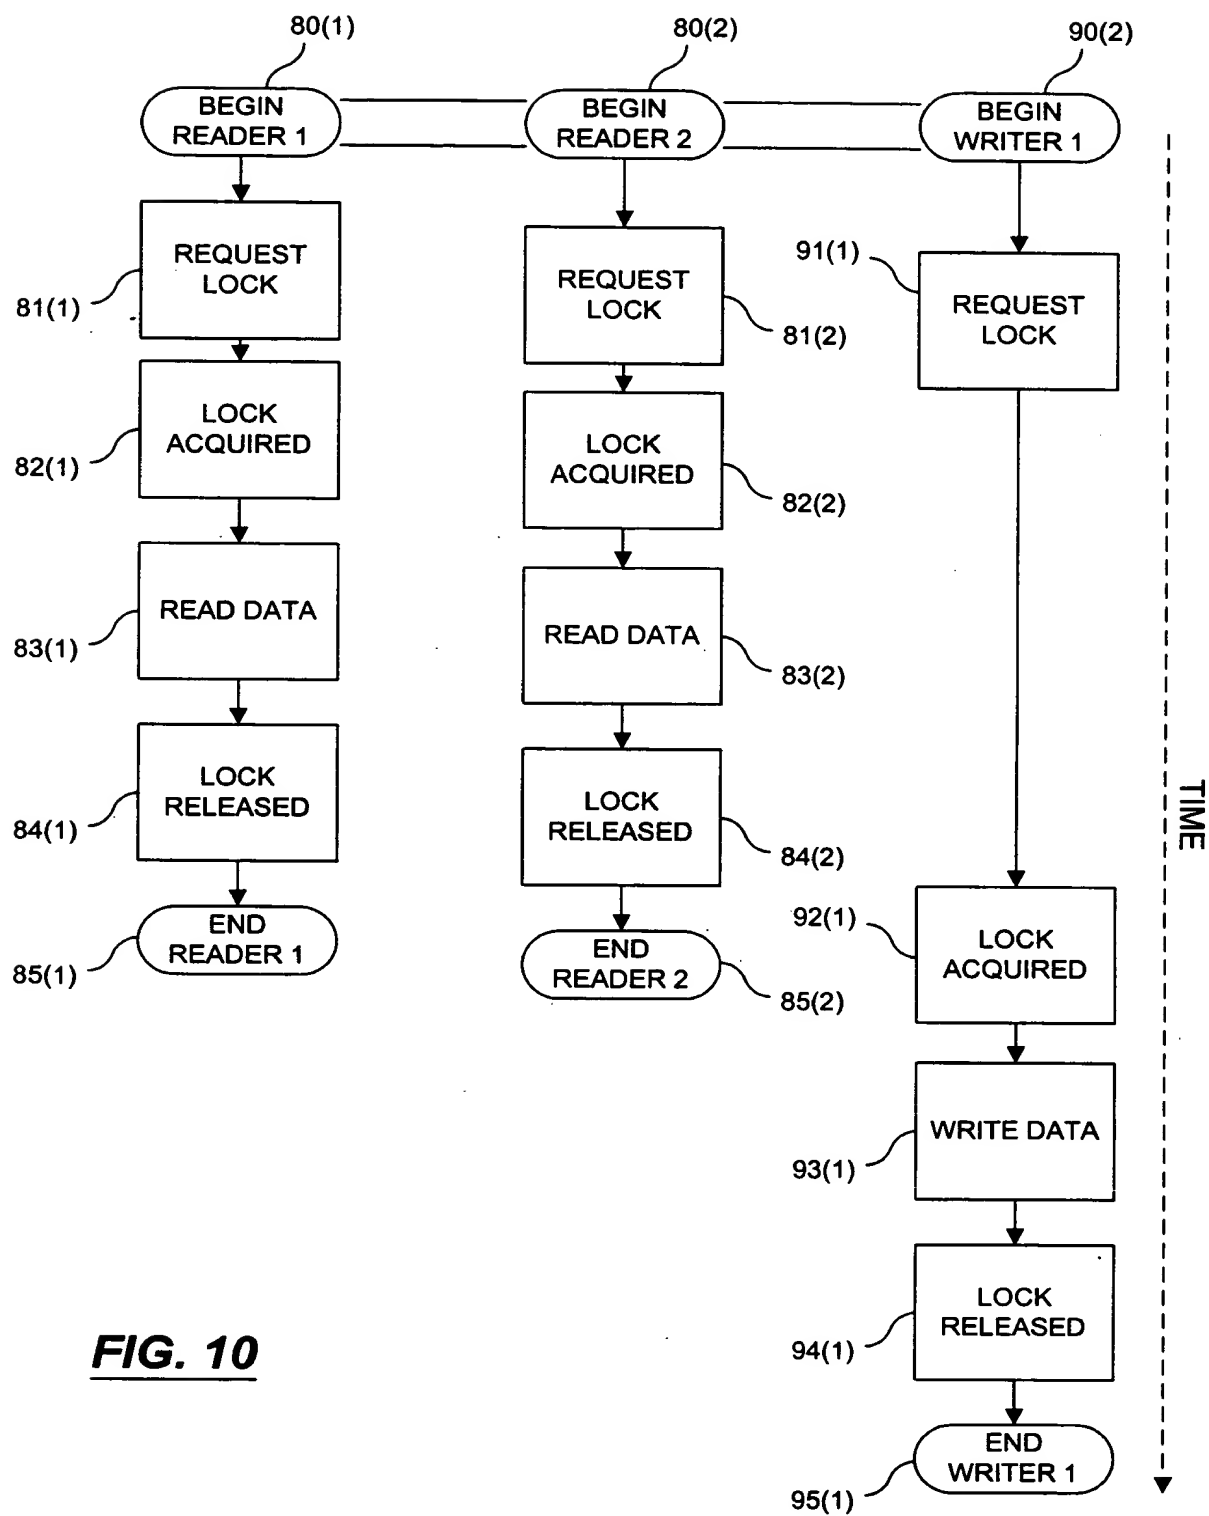 80(1)
80(2)
90(2)
BEGIN
READER 1
BEGIN
READER 2
BEGIN
WRITER 1
REQUEST
LOCK
81(1)
REQUEST
LOCK
81(2)
91(1)
REQUEST
LOCK
LOCK
ACQUIRED
82(1)
LOCK
ACQUIRED
82(2)
READ DATA
83(1)
READ DATA
83(2)
LOCK
RELEASED
84(1)
LOCK
RELEASED
84(2)
TIME
END
READER 1
85(1)
END
READER 2
85(2)
92(1)
LOCK
ACQUIRED
WRITE DATA
93(1)
LOCK
RELEASED
94(1)
END
WRITER 1
95(1)
FIG. 10